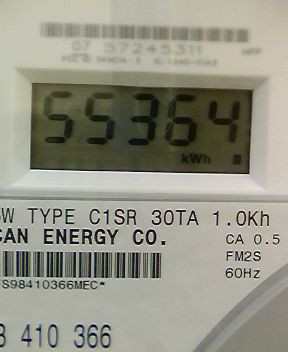 07 57245311
55364
kWh
W TYPE C1SR 30TA 1.0Kh
CAN ENERGY CO.
CA 0.5
FM2S
60Hz
S98410366MEC*
410 366